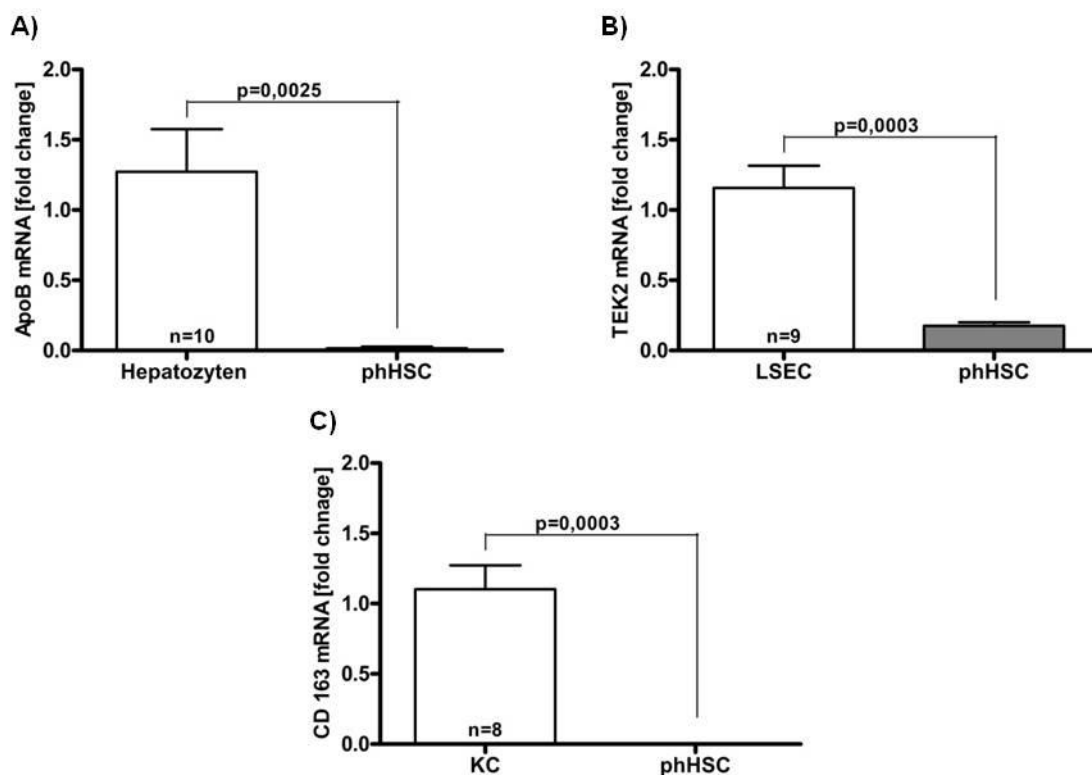 A)
ApoB mRNA [fold change]
2.0
1.5
1.0
0.5
0.0
p=0,0025
n=10
Hepatozyten
phHSC
B)
TEK2 mRNA [fold change]
2.0
1.5
1.0
0.5
0.0
p=0,0003
n=9
LSEC
phHSC
C)
CD 163 mRNA [fold chnage]
2.0
1.5
1.0
0.5
0.0
p=0,0003
n=8
KC
phHSC